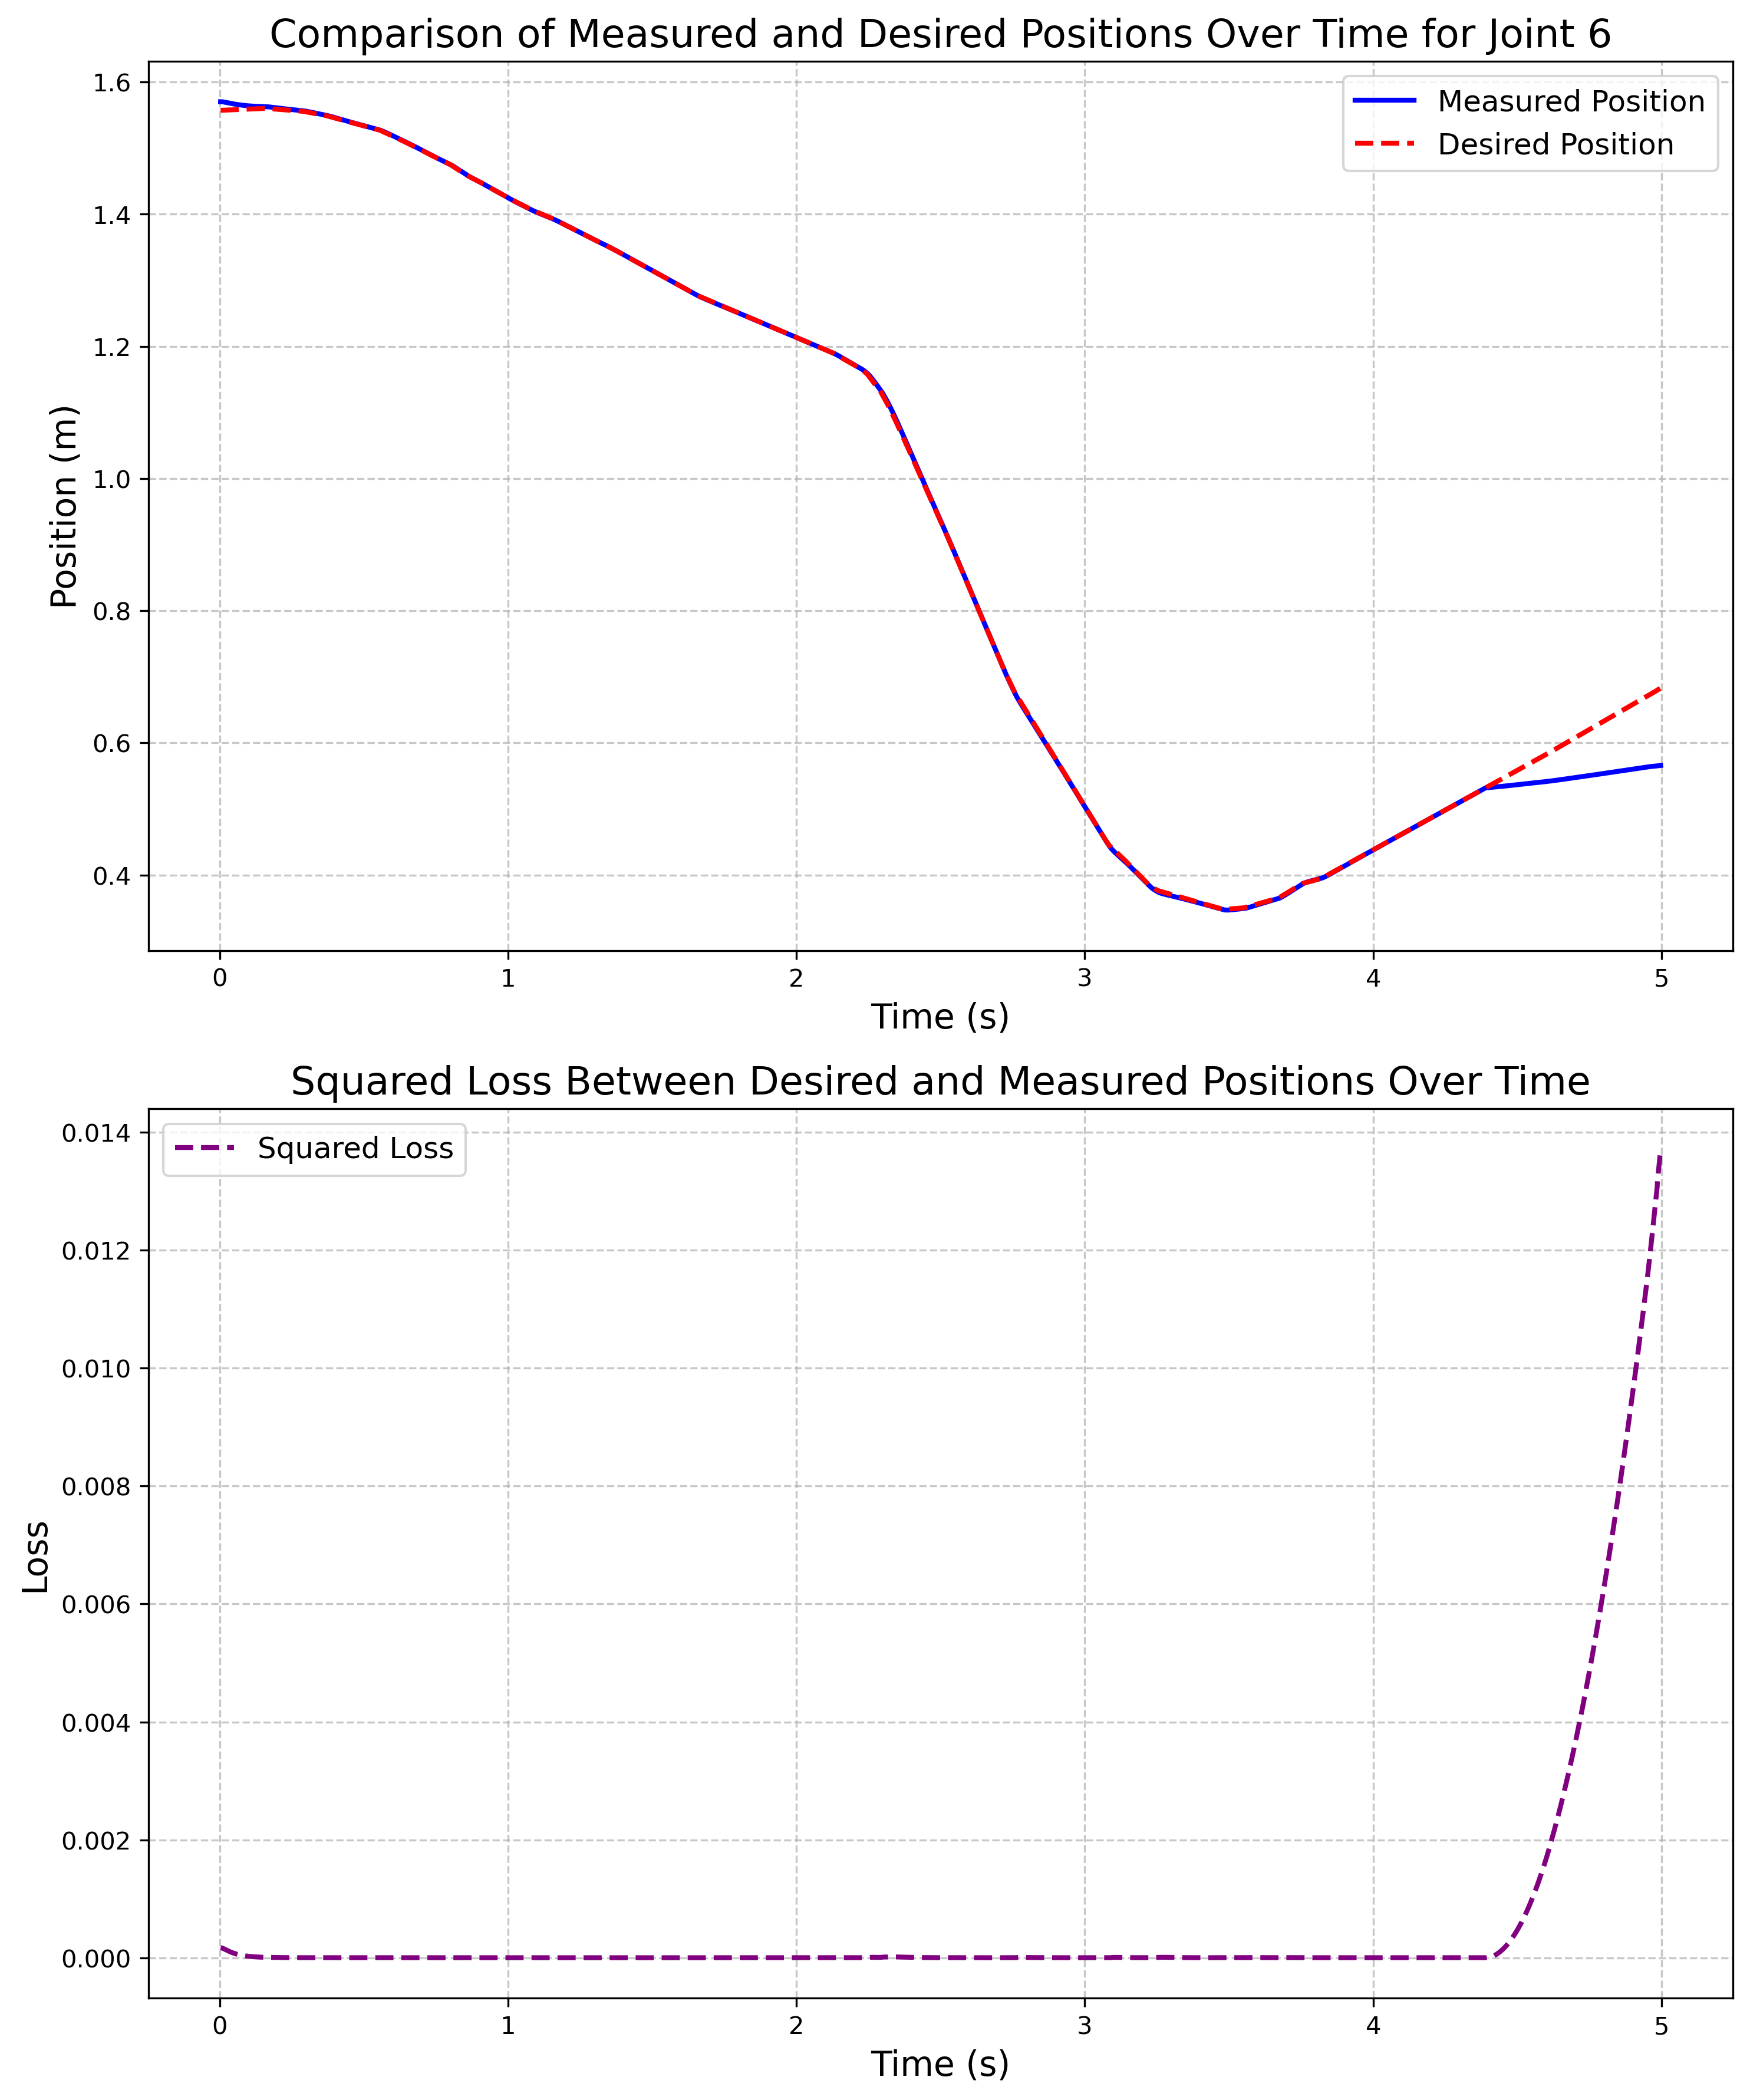 Comparison of Measured and Desired Positions Over Time for Joint 6
Measured Position
Desired Position
Position (m)
1.6
1.4
1.2
1.0
0.8
0.6
0.4
0 1 2 3 4 5
Time (s)
Squared Loss Between Desired and Measured Positions Over Time
Squared Loss
Loss
0.014
0.012
0.010
0.008
0.006
0.004
0.002
0.000
0 1 2 3 4 5
Time (s)